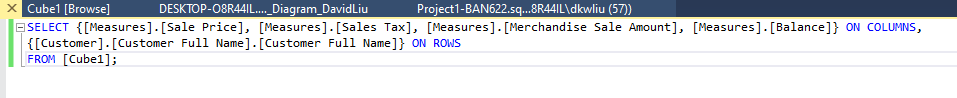 Cube1 [Browse] DESKTOP-O8R44IL...._Diagram_DavidLiu Project1-BAN622.sq...8R44IL\dkwliu (57))
SELECT {[Measures].[Sale Price], [Measures].[Sales Tax], [Measures].[Merchandise Sale Amount], [Measures].[Balance]} ON COLUMNS,
{[Customer].[Customer Full Name].[Customer Full Name]} ON ROWS
FROM [Cube1];